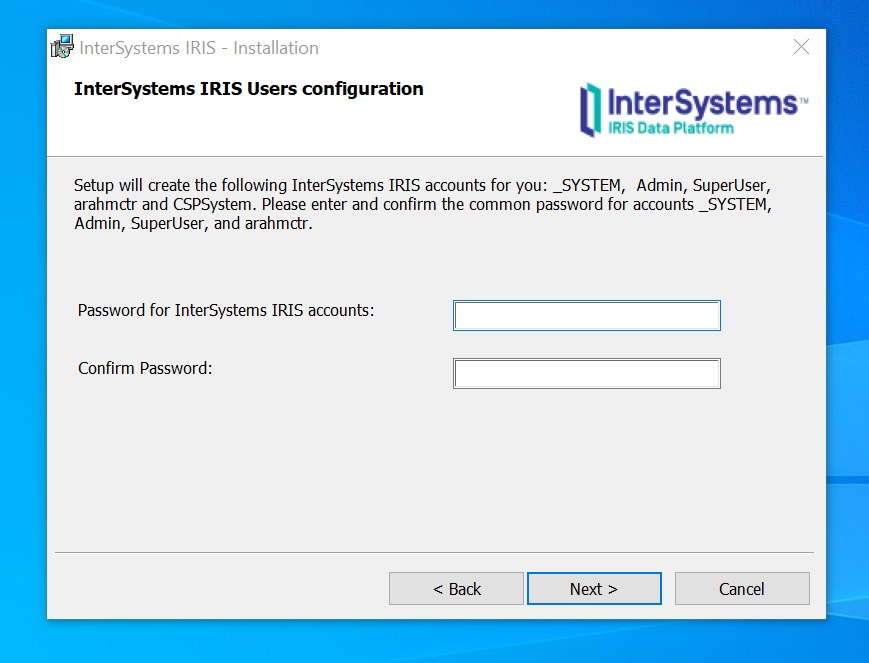 InterSystems IRIS - Installation
InterSystems IRIS Users configuration
InterSystems™
IRIS Data Platform
Setup will create the following InterSystems IRIS accounts for you: _SYSTEM,  Admin, SuperUser,
arahmctr and CSPSystem. Please enter and confirm the common password for accounts _SYSTEM,
Admin, SuperUser, and arahmctr.
Password for InterSystems IRIS accounts:
Confirm Password:
< Back
Next >
Cancel